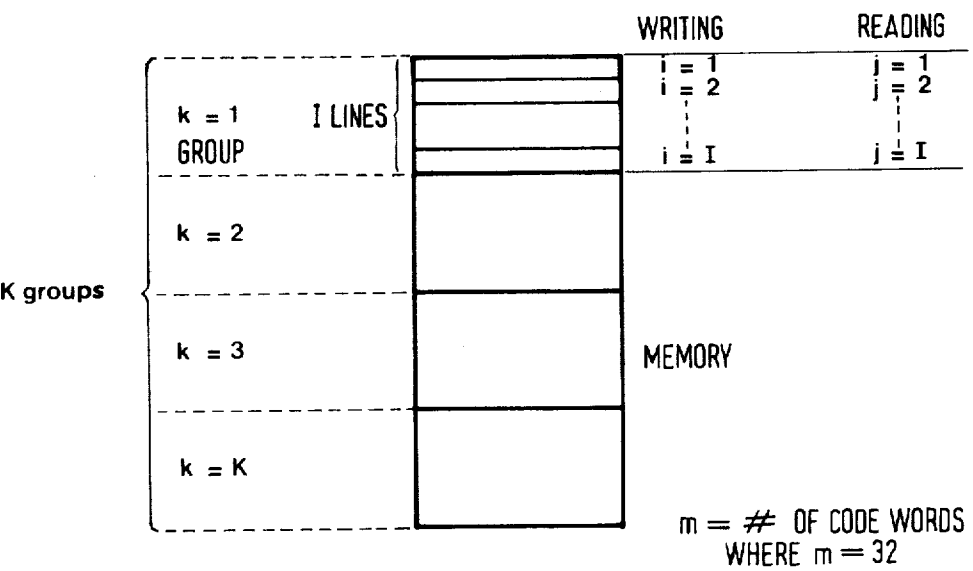 WRITING READING
i = 1 j = 1
i = 2 j = 2
k = 1 I LINES
GROUP
i = I j = I
k = 2
K groups
k = 3
MEMORY
k = K
m = # OF CODE WORDS
WHERE m = 32